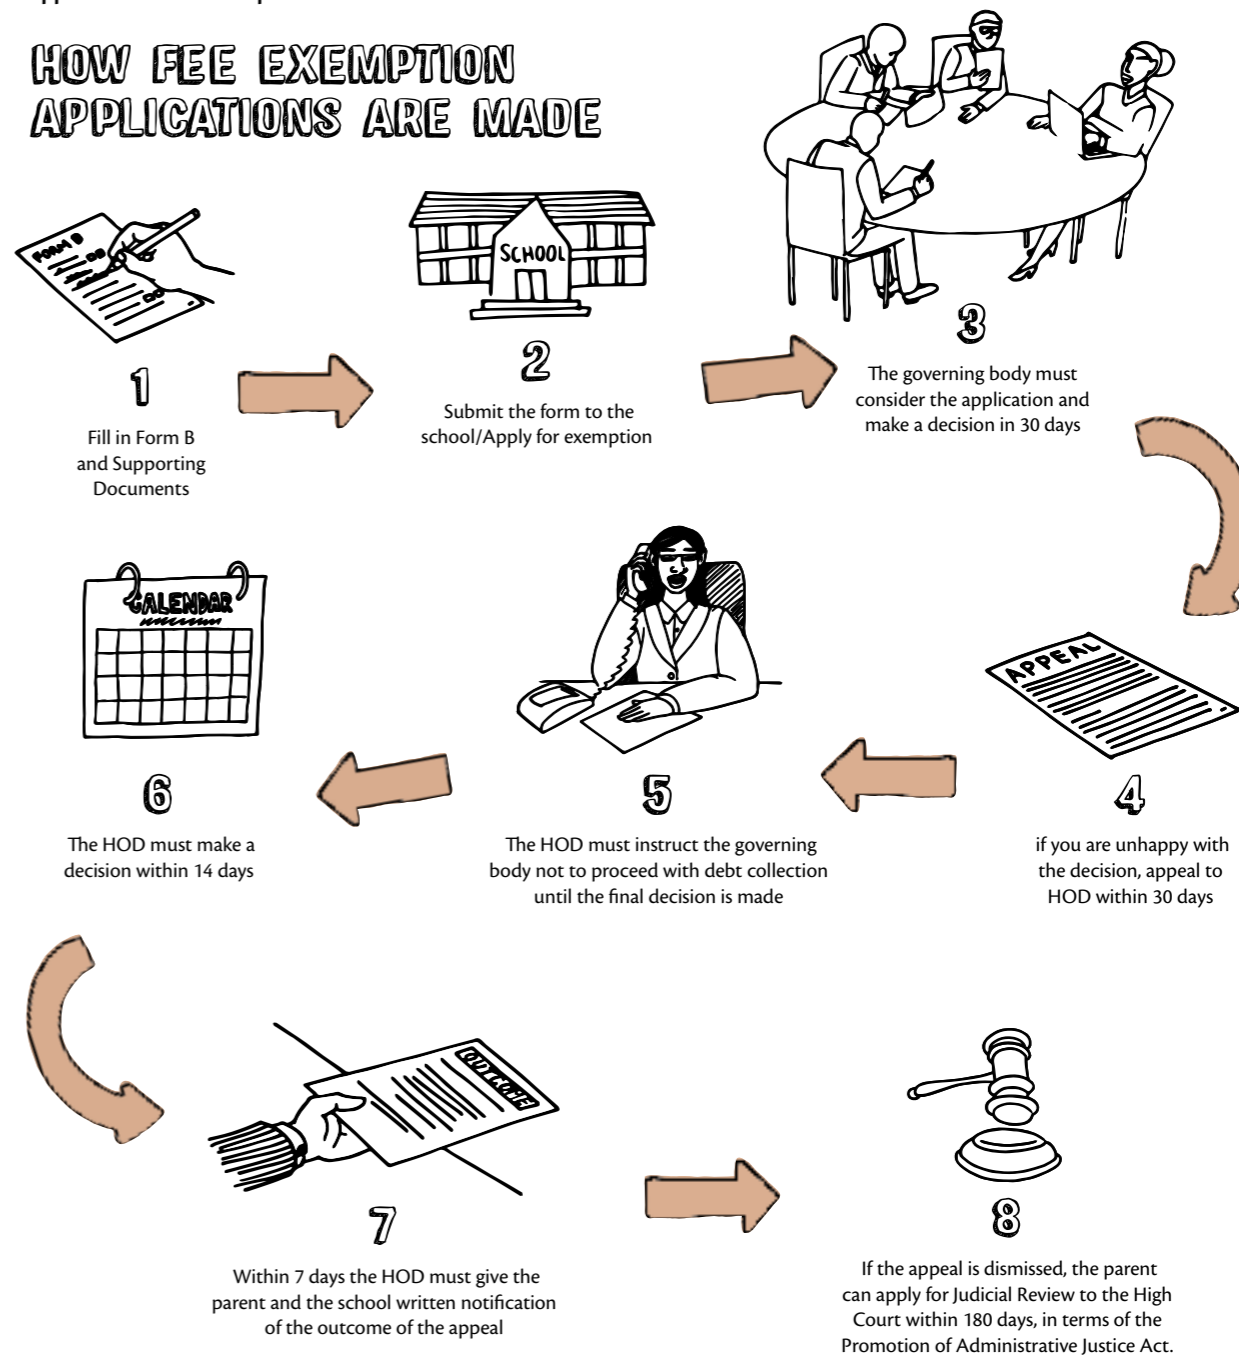 HOW FEE EXEMPTION
APPLICATIONS ARE MADE
FORM B
SCHOOL
1
Fill in Form B
and Supporting
Documents
2
Submit the form to the
school/Apply for exemption
3
The governing body must
consider the application and
make a decision in 30 days
APPEAL
4
if you are unhappy with
the decision, appeal to
HOD within 30 days
5
The HOD must instruct the governing
body not to proceed with debt collection
until the final decision is made
CALENDAR
6
The HOD must make a
decision within 14 days
OUTCOME
7
Within 7 days the HOD must give the
parent and the school written notification
of the outcome of the appeal
8
If the appeal is dismissed, the parent
can apply for Judicial Review to the High
Court within 180 days, in terms of the
Promotion of Administrative Justice Act.